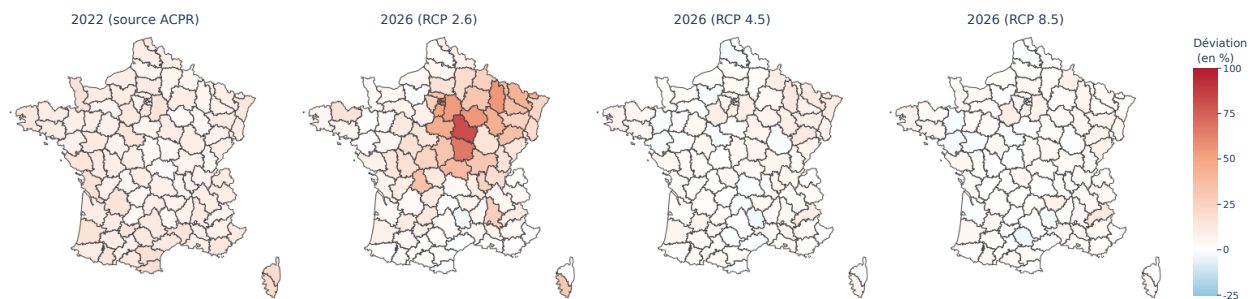 2022 (source ACPR)
2026 (RCP 2.6)
2026 (RCP 4.5)
2026 (RCP 8.5)
Déviation
(en %)
100
75
50
25
0
-25